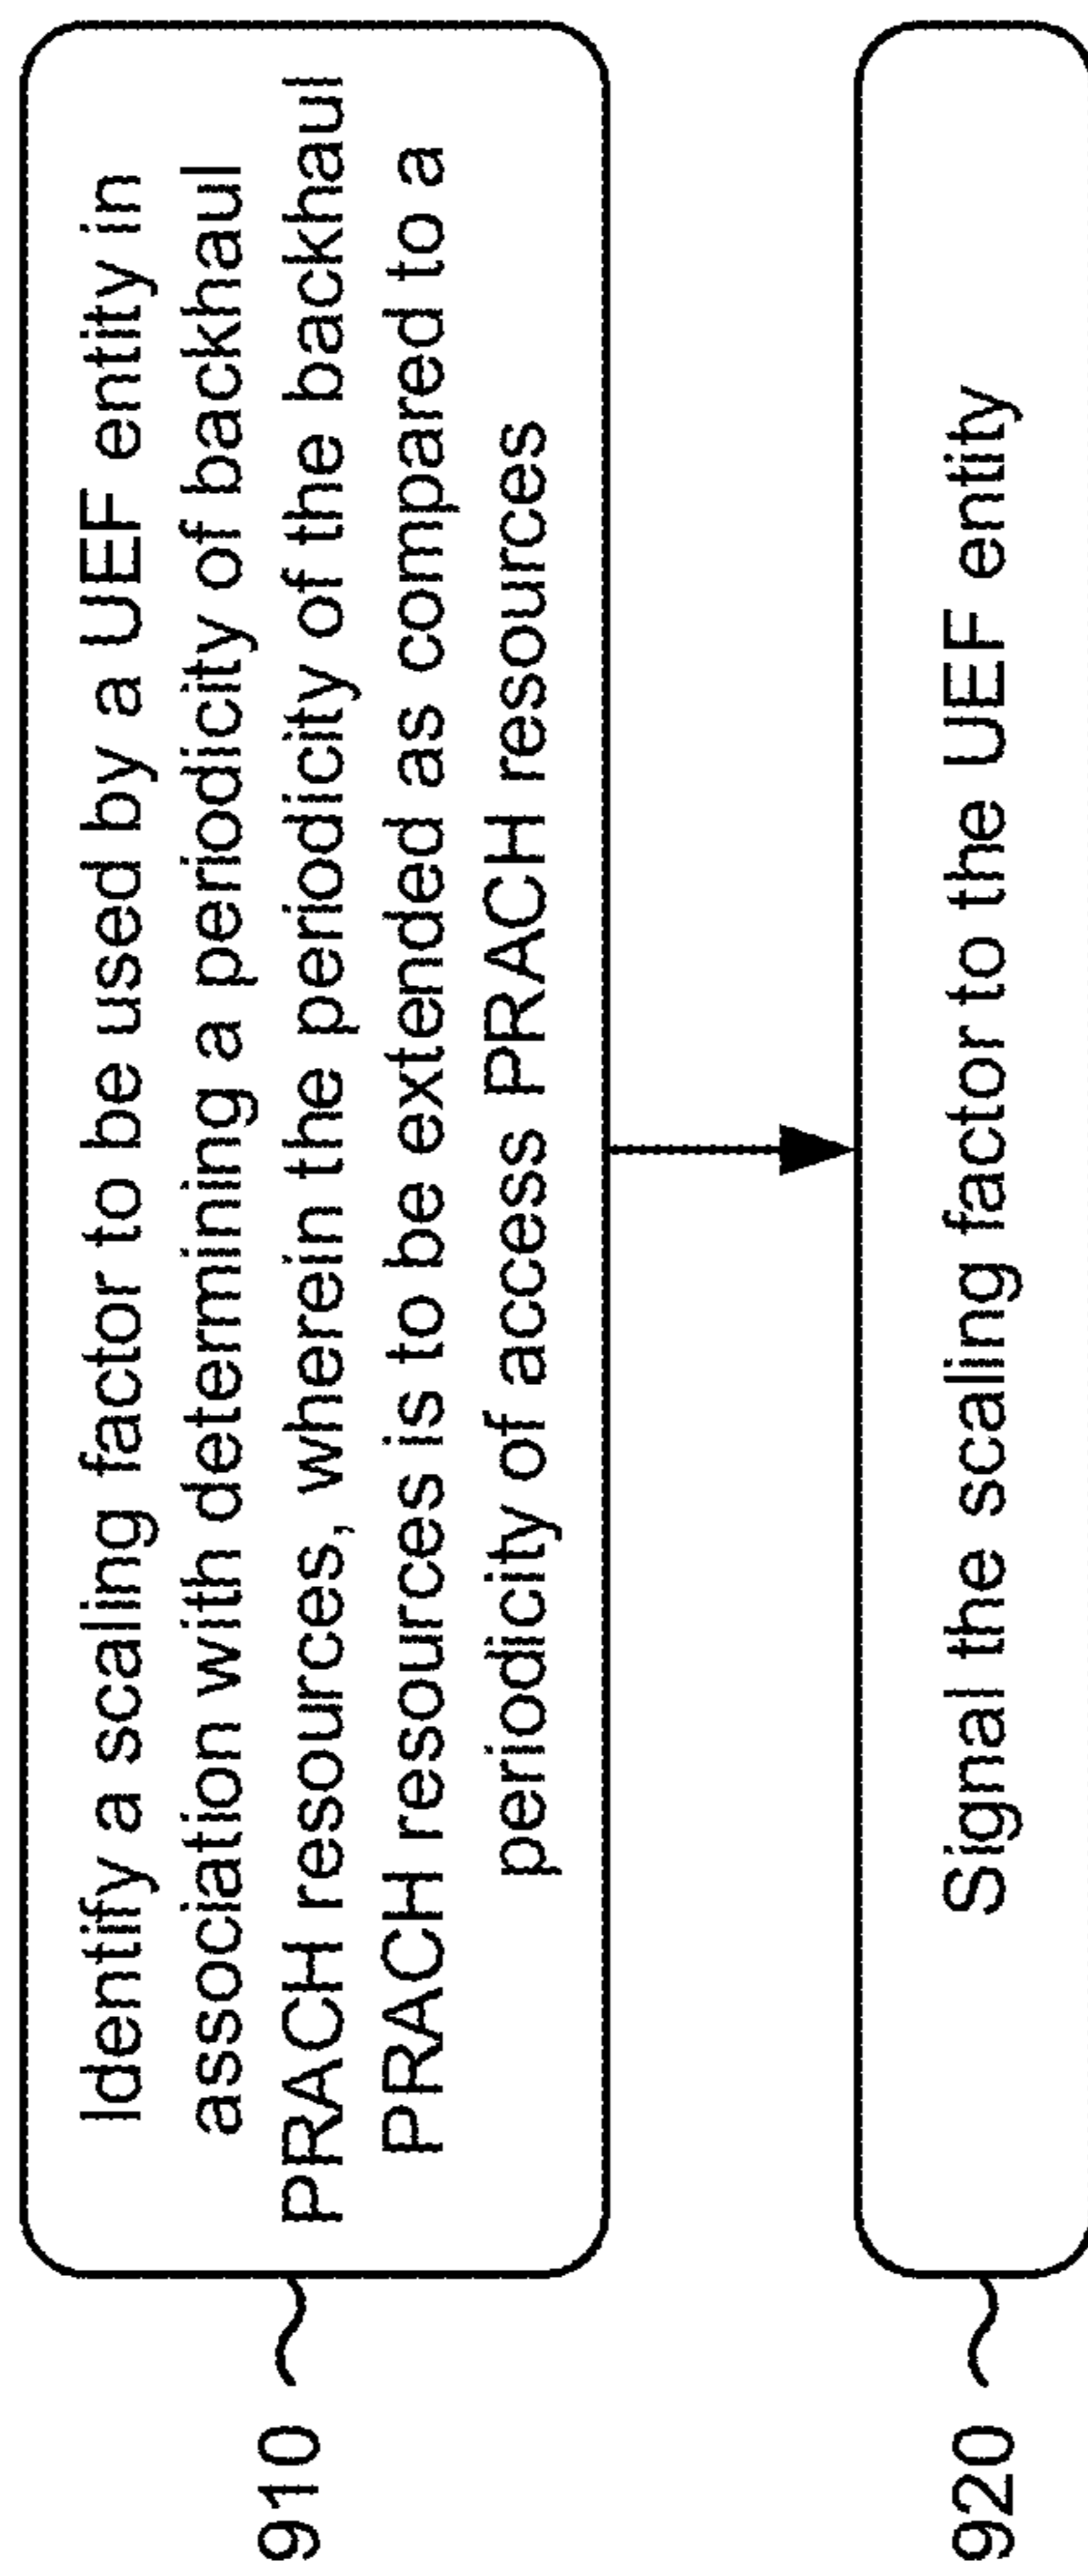 910
Identify a scaling factor to be used by a UEF entity in
association with determining a periodicity of backhaul
PRACH resources, wherein the periodicity of the backhaul
PRACH resources is to be extended as compared to a
periodicity of access PRACH resources
920
Signal the scaling factor to the UEF entity